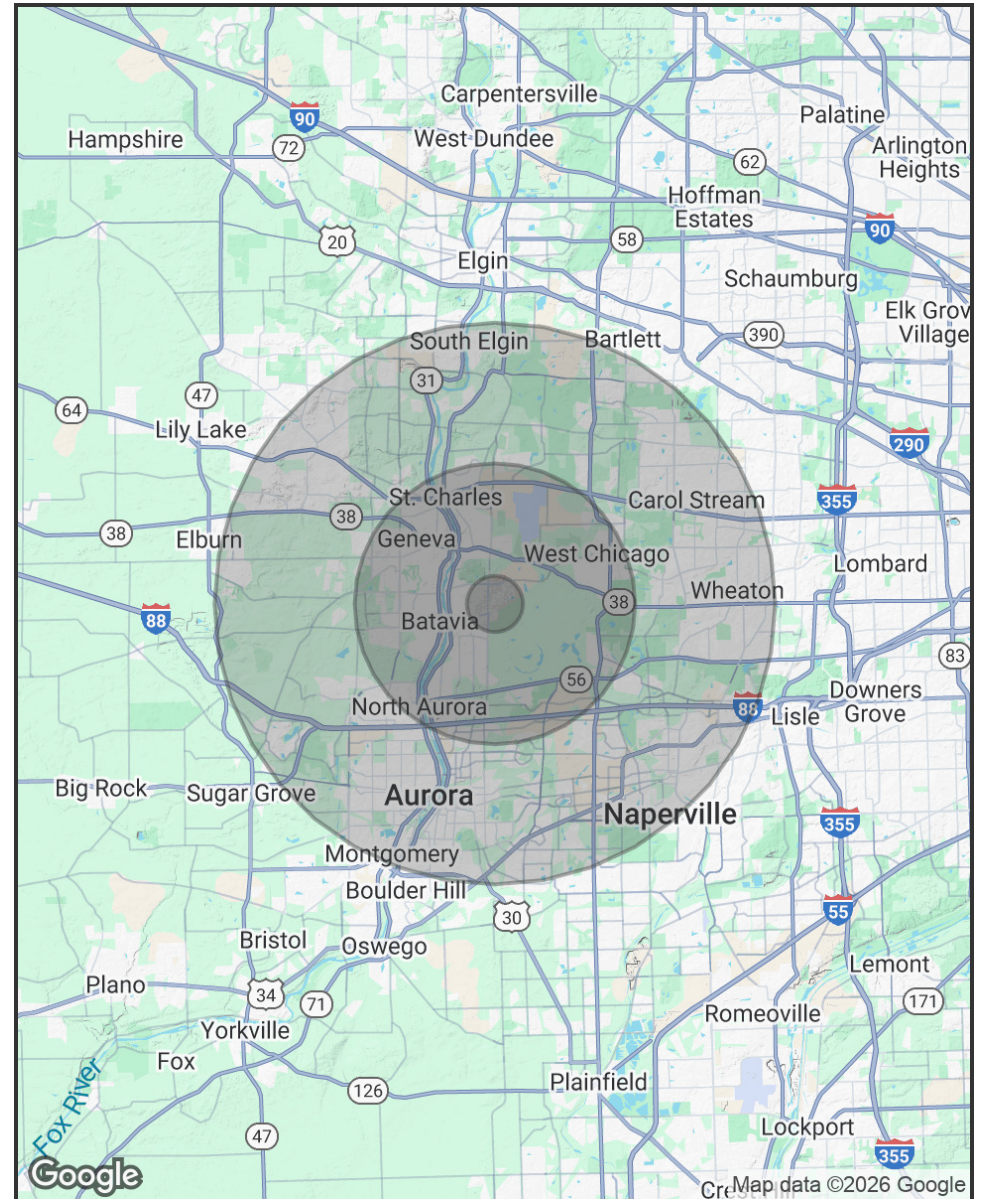 Carpentersville
Palatine
90
Hampshire
72
West Dundee
Arlington
Heights
62
Hoffman
Estates
20
58
90
Elgin
Schaumburg
Elk Grov
Village
South Elgin
Bartlett
390
31
47
64
Lily Lake
290
St. Charles
Carol Stream
355
38
38
Elburn
Geneva
West Chicago
Lombard
88
Batavia
38
Wheaton
83
56
North Aurora
88
Lisle
Downers
Grove
Big Rock
Sugar Grove
Aurora
Naperville
355
Montgomery
Boulder Hill
30
55
Bristol
Oswego
Plano
34
71
Lemont
171
Yorkville
Romeoville
Fox
126
Plainfield
Fox River
47
Lockport
355
Google
Map data ©2026 Google